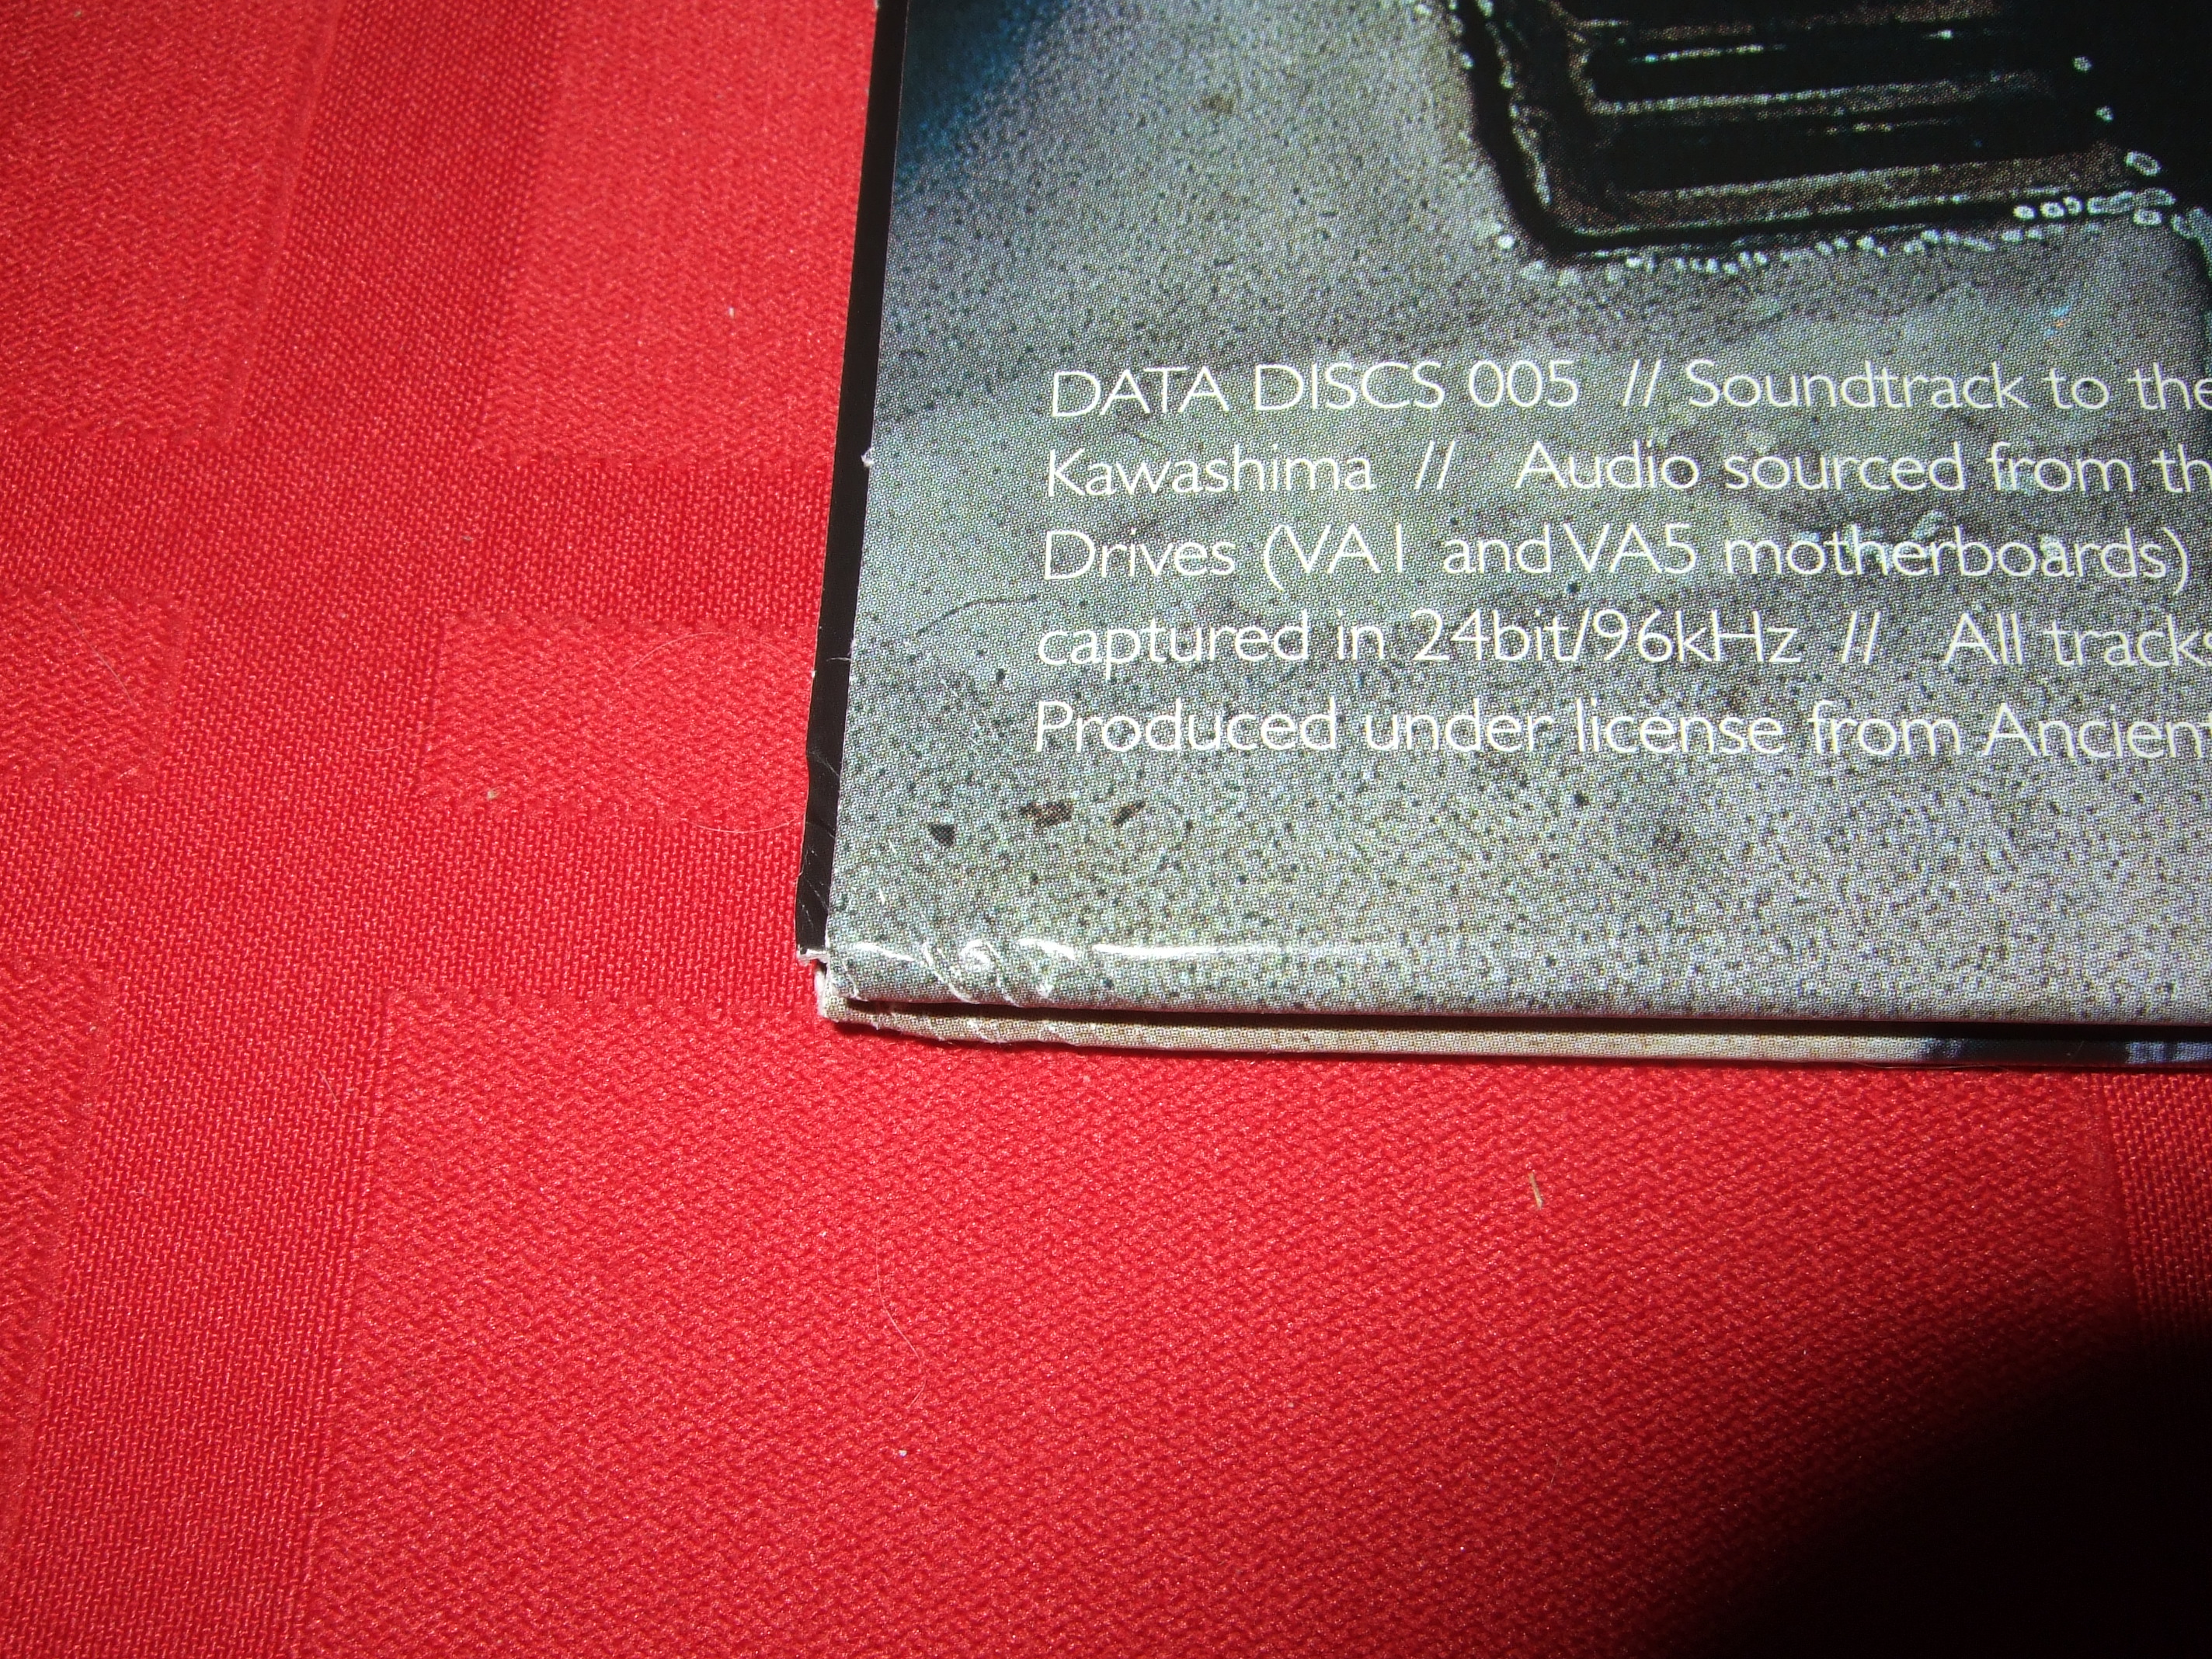 DATA DISCS 005 // Soundtrack to the
Kawashima // Audio sourced from th
Drives (VA1 and VA5 motherboards)
captured in 24bit/96kHz // All tracks
Produced under license from Ancien